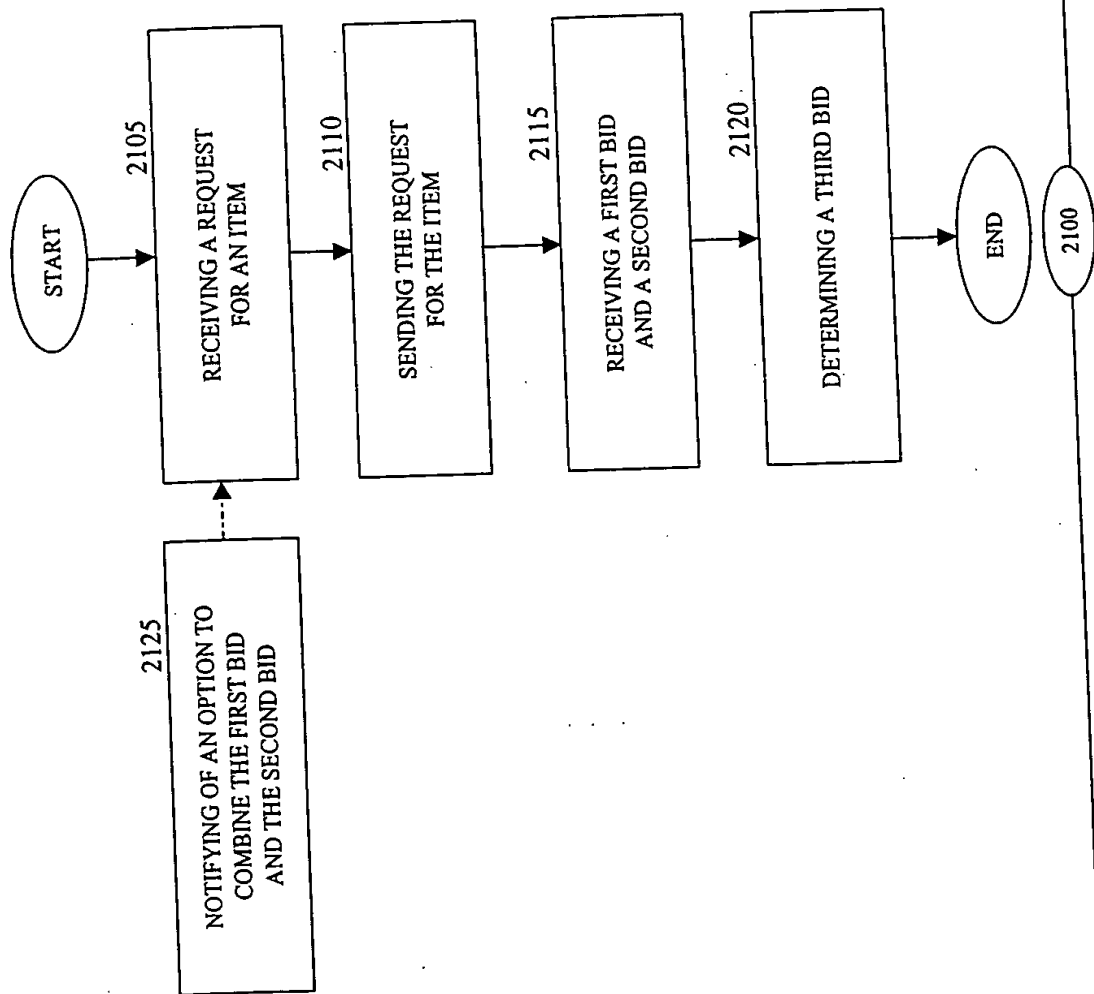 START
2105
RECEIVING A REQUEST
FOR AN ITEM
2110
SENDING THE REQUEST
FOR THE ITEM
2115
RECEIVING A FIRST BID
AND A SECOND BID
2120
DETERMINING A THIRD BID
END
2125
NOTIFYING OF AN OPTION TO
COMBINE THE FIRST BID
AND THE SECOND BID
2100